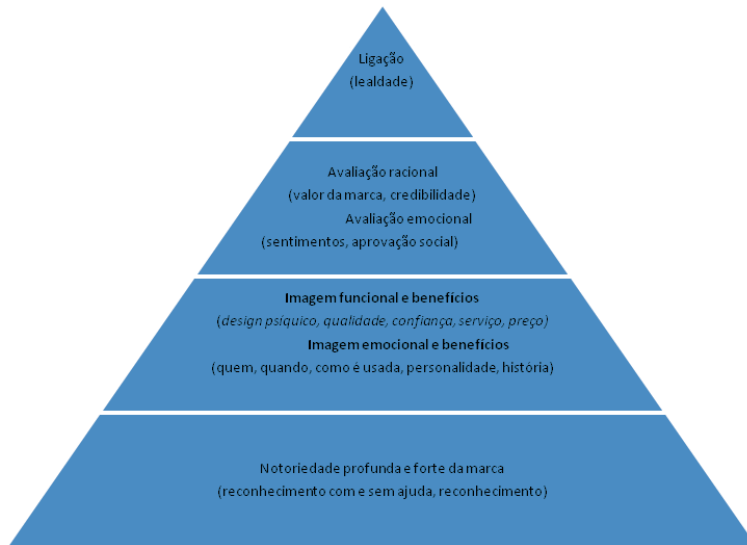 Ligação
(lealdade)
Avaliação racional
(valor da marca, credibilidade)
Avaliação emocional
(sentimentos, aprovação social)
Imagem funcional e benefícios
(design psíquico, qualidade, confiança, serviço, preço)
Imagem emocional e benefícios
(quem, quando, como é usada, personalidade, história)
Notoriedade profunda e forte da marca
(reconhecimento com e sem ajuda, reconhecimento)